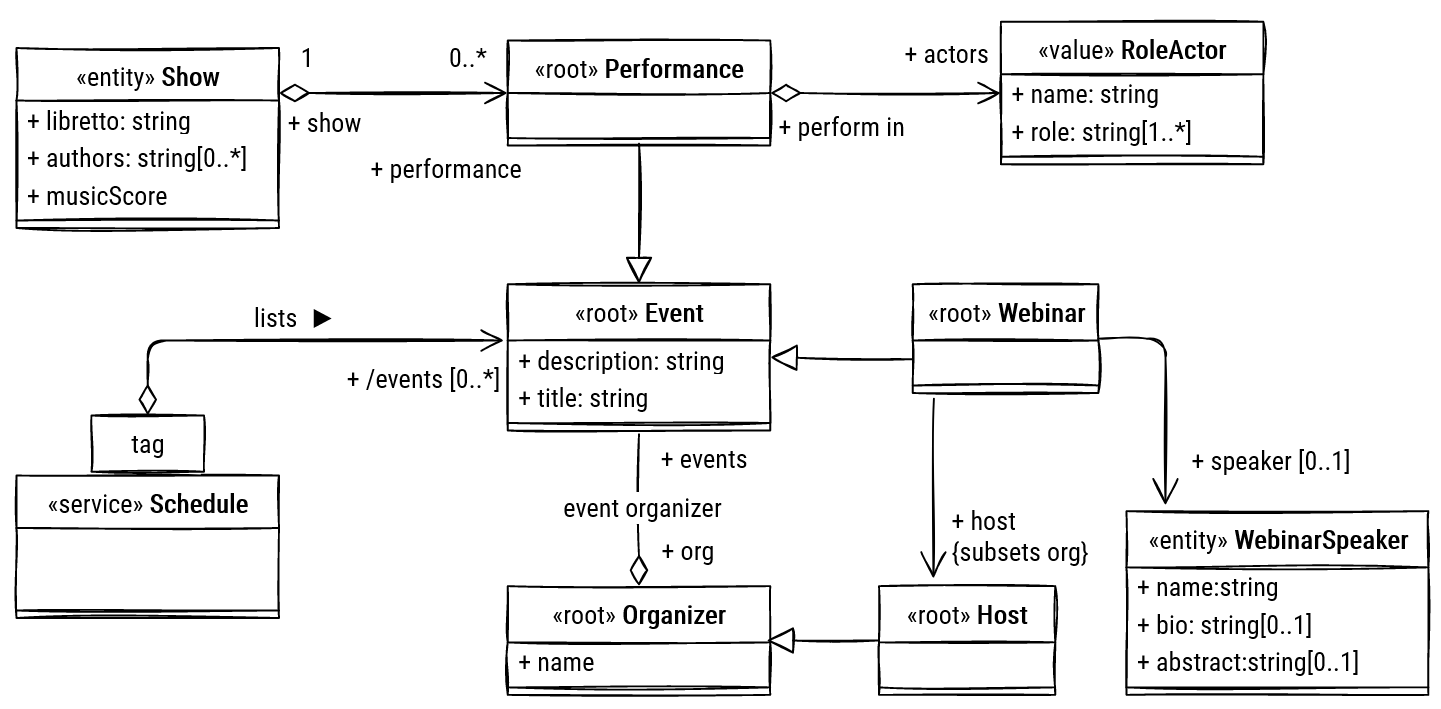 «entity» Show
+ libretto: string
+ authors: string[0..*]
+ musicScore
1
0..*
+ show
+ performance
«root» Performance
+ actors
+ perform in
«value» RoleActor
+ name: string
+ role: string[1..*]
lists ▶
+ /events [0..*]
tag
«service» Schedule
«root» Event
+ description: string
+ title: string
«root» Webinar
+ events
event organizer
+ org
+ host
{subsets org}
+ speaker [0..1]
«root» Organizer
+ name
«root» Host
«entity» WebinarSpeaker
+ name:string
+ bio: string[0..1]
+ abstract:string[0..1]